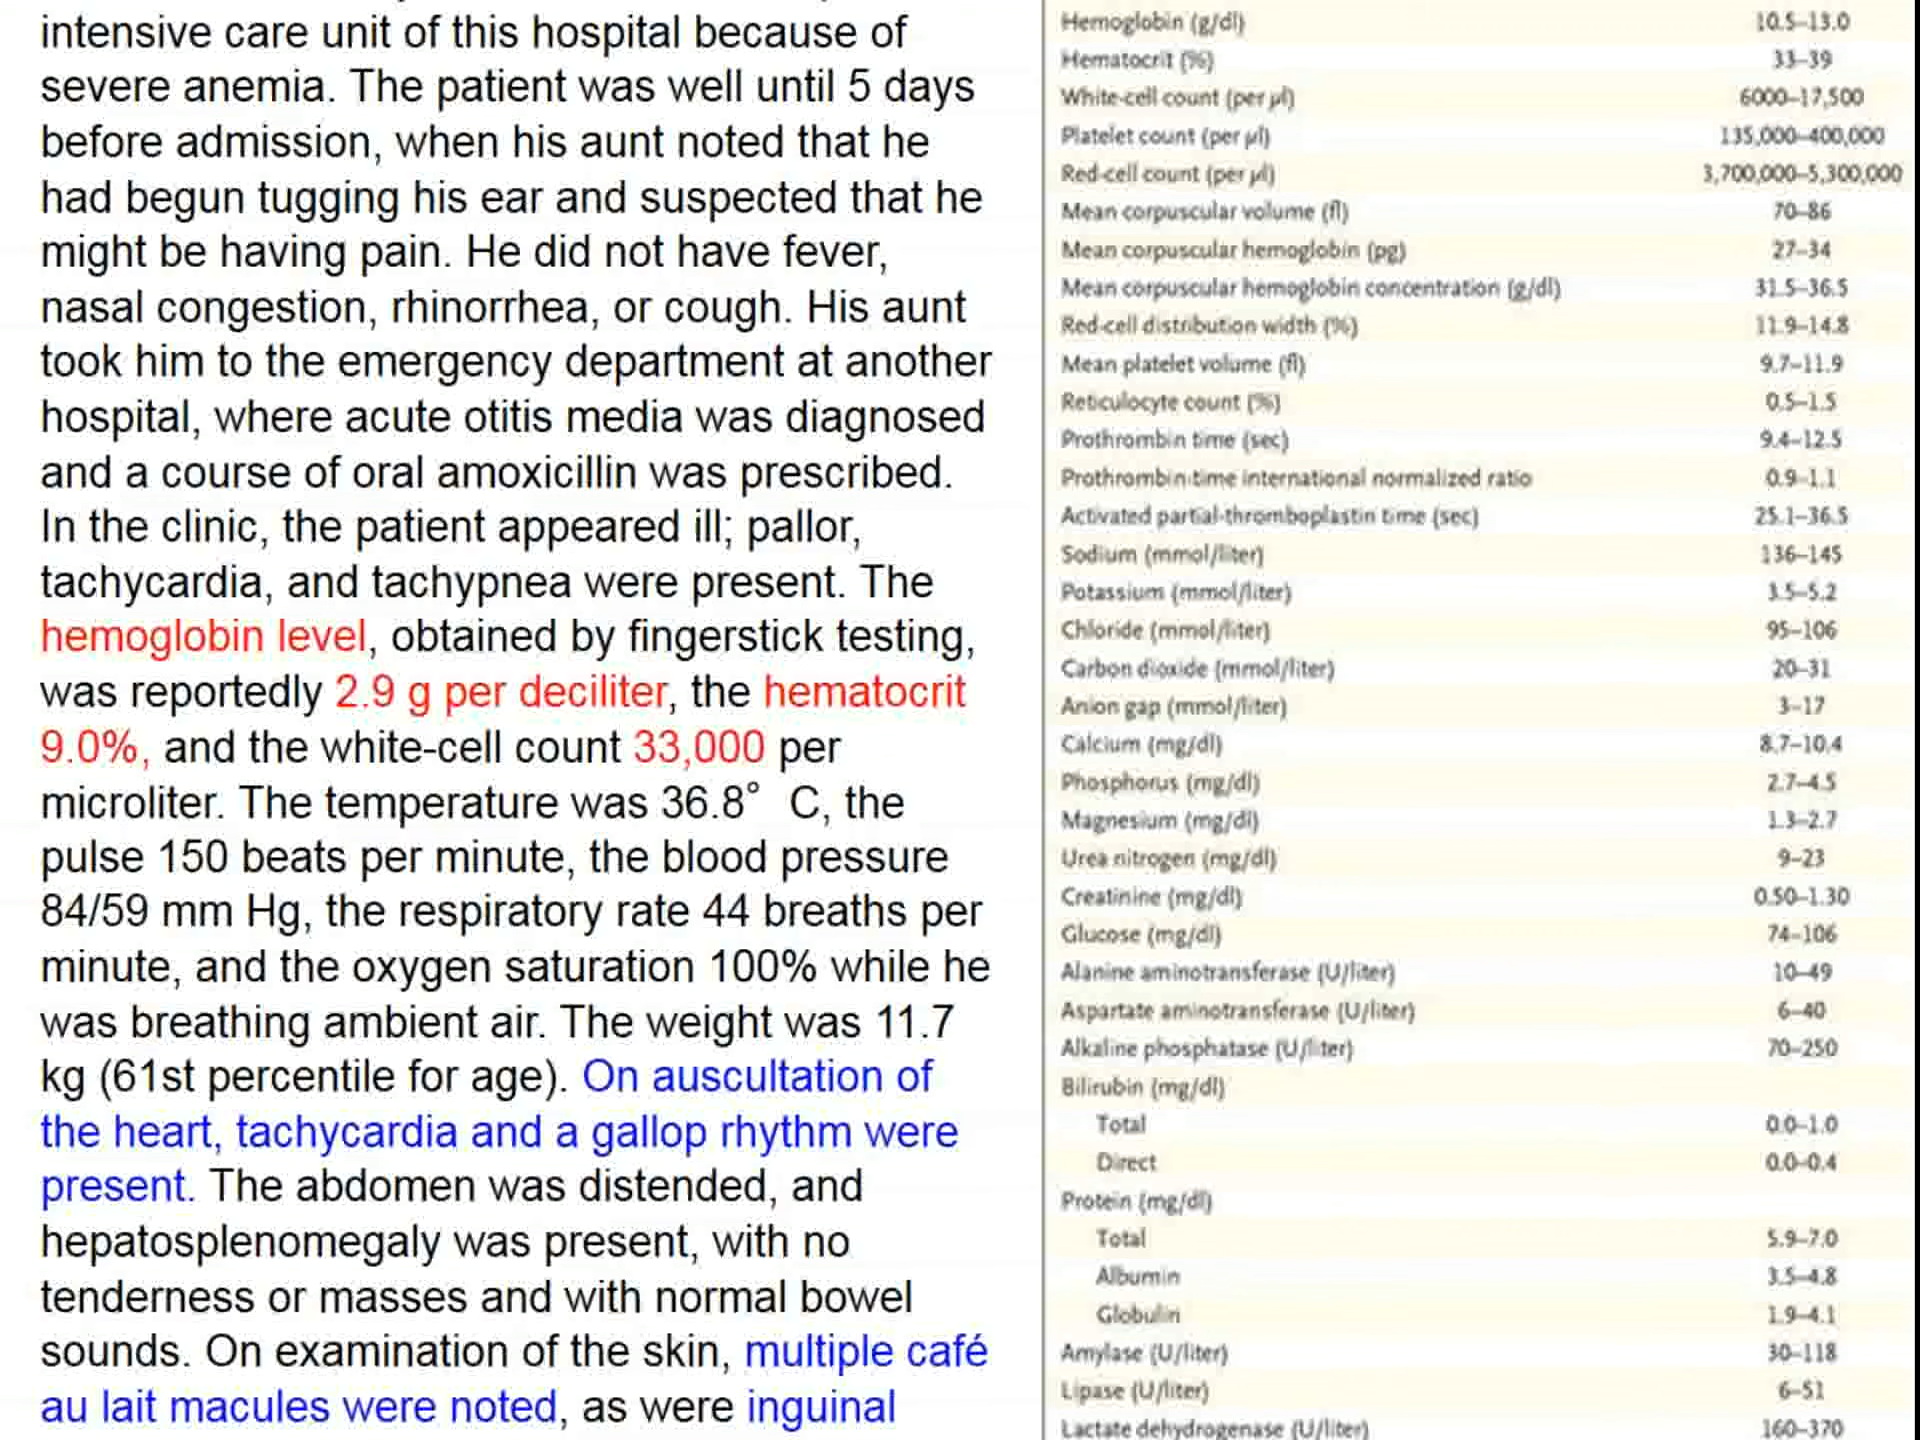 intensive care unit of this hospital because of
severe anemia. The patient was well until 5 days
before admission, when his aunt noted that he
had begun tugging his ear and suspected that he
might be having pain. He did not have fever,
nasal congestion, rhinorrhea, or cough. His aunt
took him to the emergency department at another
hospital, where acute otitis media was diagnosed
and a course of oral amoxicillin was prescribed.
In the clinic, the patient appeared ill; pallor,
tachycardia, and tachypnea were present. The
hemoglobin level, obtained by fingerstick testing,
was reportedly 2.9 g per deciliter, the hematocrit
9.0%, and the white-cell count 33,000 per
microliter. The temperature was 36.8° C, the
pulse 150 beats per minute, the blood pressure
84/59 mm Hg, the respiratory rate 44 breaths per
minute, and the oxygen saturation 100% while he
was breathing ambient air. The weight was 11.7
kg (61st percentile for age). On auscultation of
the heart, tachycardia and a gallop rhythm were
present. The abdomen was distended, and
hepatosplenomegaly was present, with no
tenderness or masses and with normal bowel
sounds. On examination of the skin, multiple café
au lait macules were noted, as were inguinal
Hemoglobin (g/dl) 10.5–13.0
Hematocrit (%) 33–39
White-cell count (per μl) 6000–17,500
Platelet count (per μl) 135,000–400,000
Red-cell count (per μl) 3,700,000–5,300,000
Mean corpuscular volume (fl) 70–86
Mean corpuscular hemoglobin (pg) 27–34
Mean corpuscular hemoglobin concentration (g/dl) 31.5–36.5
Red-cell distribution width (%) 11.9–14.8
Mean platelet volume (fl) 9.7–11.9
Reticulocyte count (%) 0.5–1.5
Prothrombin time (sec) 9.4–12.5
Prothrombin-time international normalized ratio 0.9–1.1
Activated partial-thromboplastin time (sec) 25.1–36.5
Sodium (mmol/liter) 136–145
Potassium (mmol/liter) 3.5–5.2
Chloride (mmol/liter) 95–106
Carbon dioxide (mmol/liter) 20–31
Anion gap (mmol/liter) 3–17
Calcium (mg/dl) 8.7–10.4
Phosphorus (mg/dl) 2.7–4.5
Magnesium (mg/dl) 1.3–2.7
Urea nitrogen (mg/dl) 9–23
Creatinine (mg/dl) 0.50–1.30
Glucose (mg/dl) 74–106
Alanine aminotransferase (U/liter) 10–49
Aspartate aminotransferase (U/liter) 6–40
Alkaline phosphatase (U/liter) 70–250
Bilirubin (mg/dl)
Total 0.0–1.0
Direct 0.0–0.4
Protein (mg/dl)
Total 5.9–7.0
Albumin 3.5–4.8
Globulin 1.9–4.1
Amylase (U/liter) 30–118
Lipase (U/liter) 6–51
Lactate dehydrogenase (U/liter) 160–370